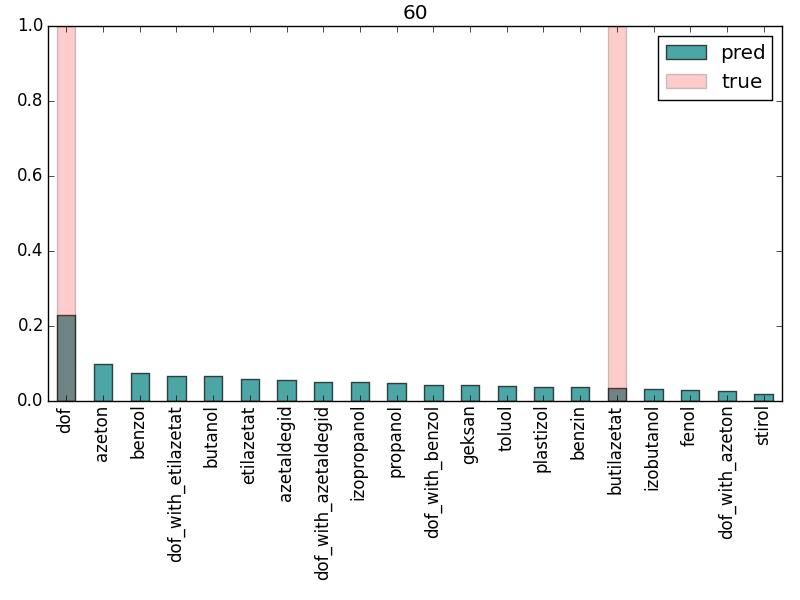 60
1.0
0.8
0.6
0.4
0.2
0.0
pred
true
dof
azeton
benzol
dof_with_etilazetat
butanol
etilazetat
azetaldegid
dof_with_azetaldegid
izopropanol
propanol
dof_with_benzol
geksan
toluol
plastizol
benzin
butilazetat
izobutanol
fenol
dof_with_azeton
stirol